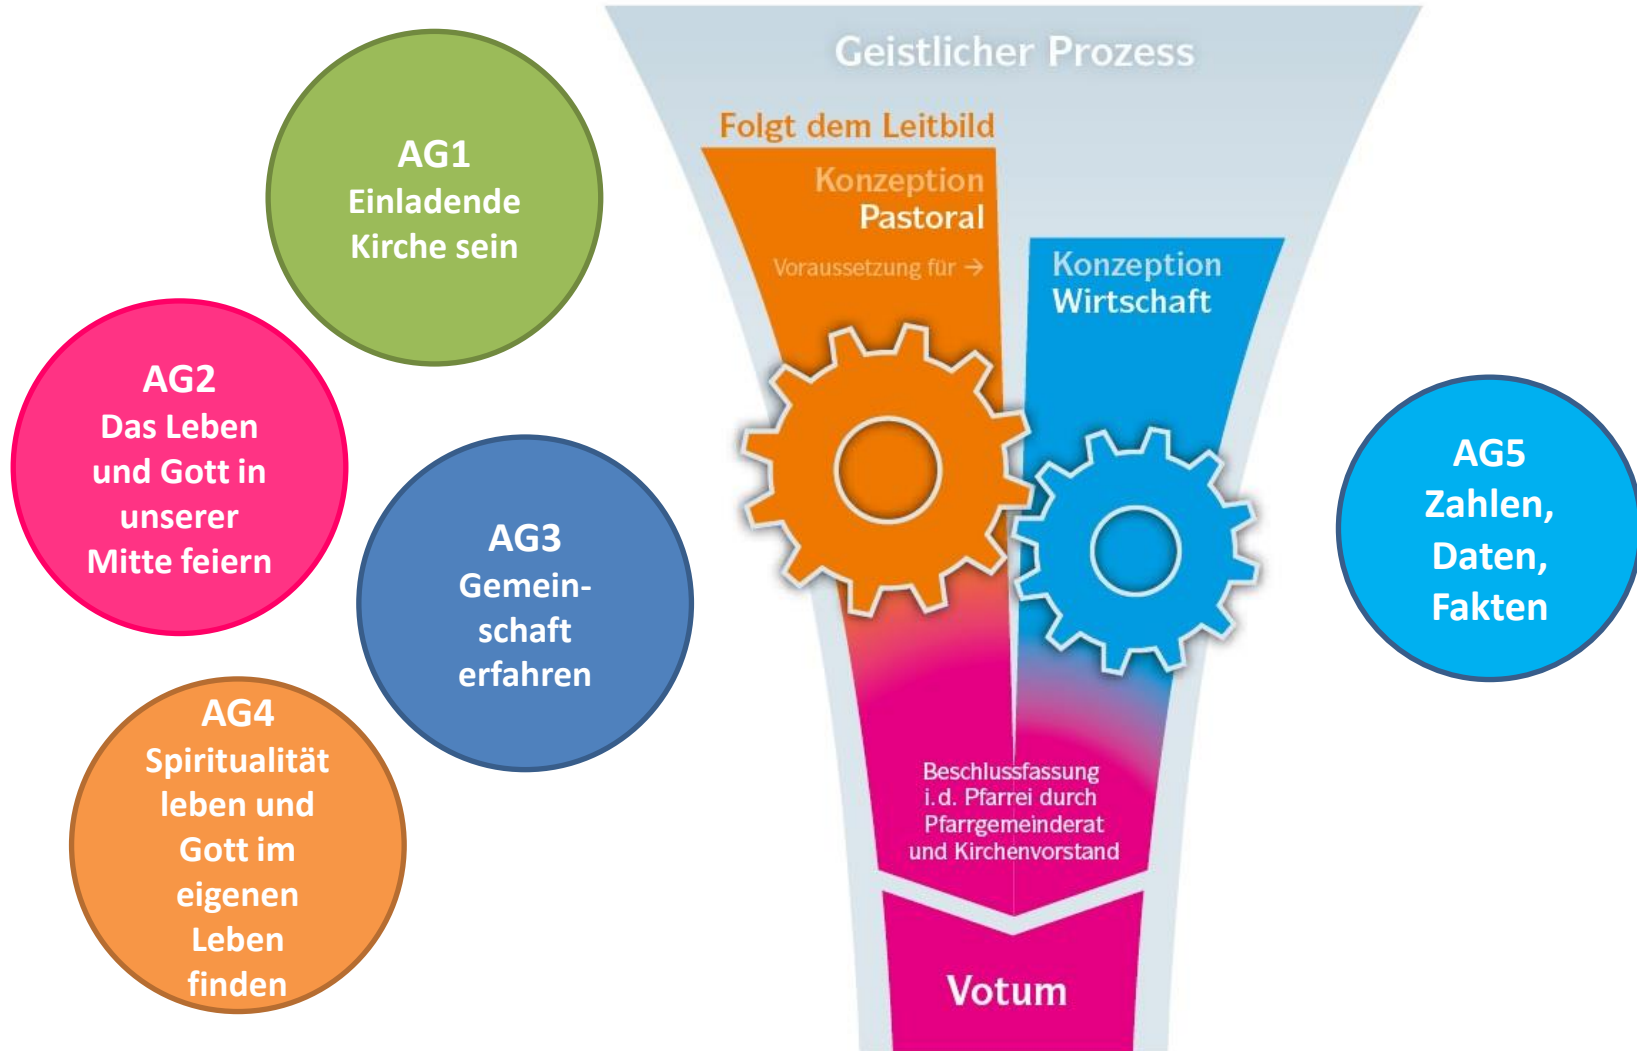 AG1
Einladende
Kirche sein
AG2
Das Leben
und Gott in
unserer
Mitte feiern
AG3
Gemein-
schaft
erfahren
AG4
Spiritualität
leben und
Gott im
eigenen
Leben
finden
Geistlicher Prozess
Folgt dem Leitbild
Konzeption
Pastoral
Voraussetzung für →
Konzeption
Wirtschaft
Beschlussfassung
i.d. Pfarrei durch
Pfarrgemeinderat
und Kirchenvorstand
Votum
AG5
Zahlen,
Daten,
Fakten